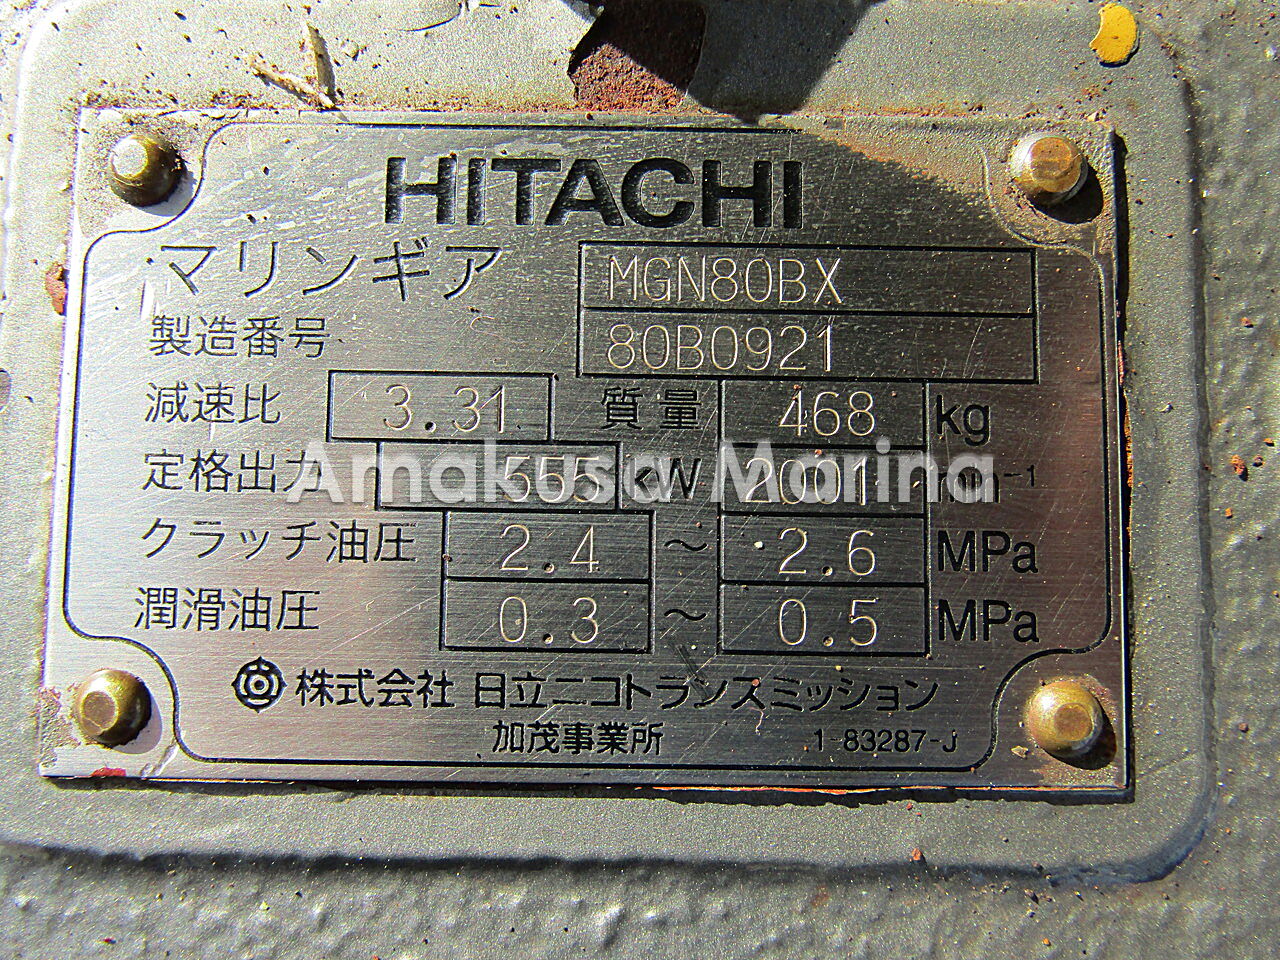 HITACHI
マリンギア MGN80BX
製造番号 80B0921
減速比 3.31 質量 468 kg
定格出力 555 kW 2001 min⁻¹
Amakusa Marina
クラッチ油圧 2.4 ～ 2.6 MPa
潤滑油圧 0.3 ～ 0.5 MPa
株式会社 日立ニコトランスミッション
加茂事業所 1-83287-J